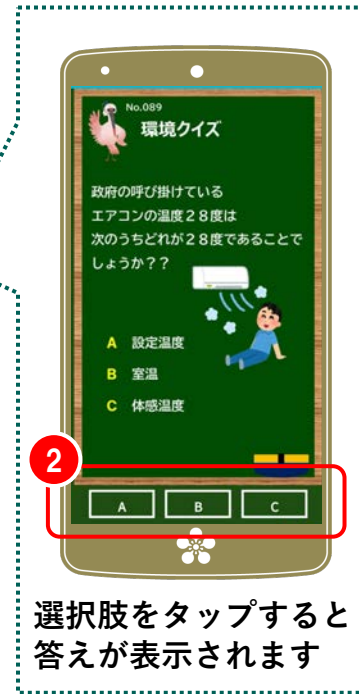 No.089
環境クイズ
政府の呼び掛けている
エアコンの温度２８度は
次のうちどれが２８度であることで
しょうか？？
A 設定温度
B 室温
C 体感温度
2
A B C
選択肢をタップすると
答えが表示されます